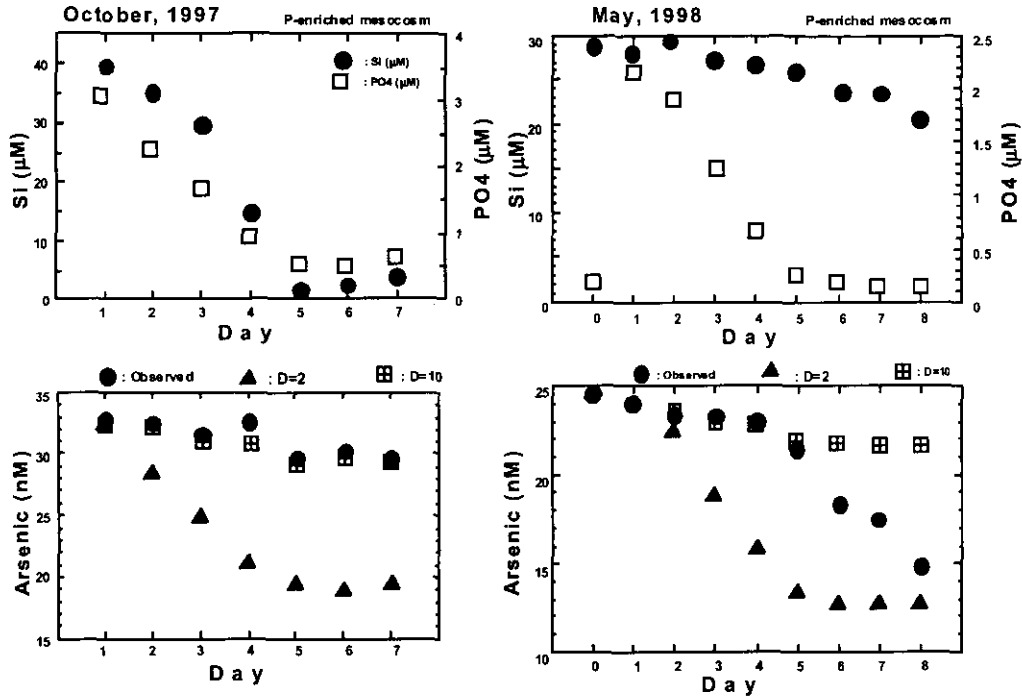 October, 1997
P-enriched mesocosm
4
3
2
1
0
PO4 (μM)
40
30
20
10
0
Si (μM)
: SI (μM)
: PO4 (μM)
1 2 3 4 5 6 7
Day
May, 1998
P-enriched mesocosm
30
20
10
0
Si (μM)
2.5
2
1.5
1
0.5
0
PO4 (μM)
0 1 2 3 4 5 6 7 8
Day
: Observed : D=2 : D=10
35
30
25
20
15
Arsenic (nM)
1 2 3 4 5 6 7
Day
: Observed : D=2 : D=10
25
20
15
10
Arsenic (nM)
0 1 2 3 4 5 6 7 8
Day